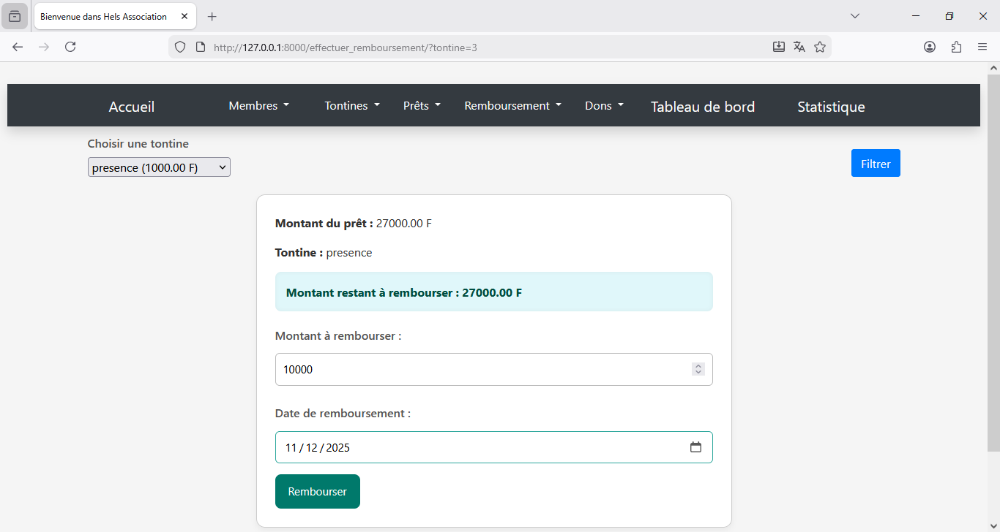 Bienvenue dans Hels Association
http://127.0.0.1:8000/effectuer_remboursement/?tontine=3
Accueil Membres Tontines Prêts Remboursement Dons Tableau de bord Statistique
Choisir une tontine
presence (1000.00 F)
Filtrer
Montant du prêt : 27000.00 F
Tontine : presence
Montant restant à rembourser : 27000.00 F
Montant à rembourser :
10000
Date de remboursement :
11 / 12 / 2025
Rembourser